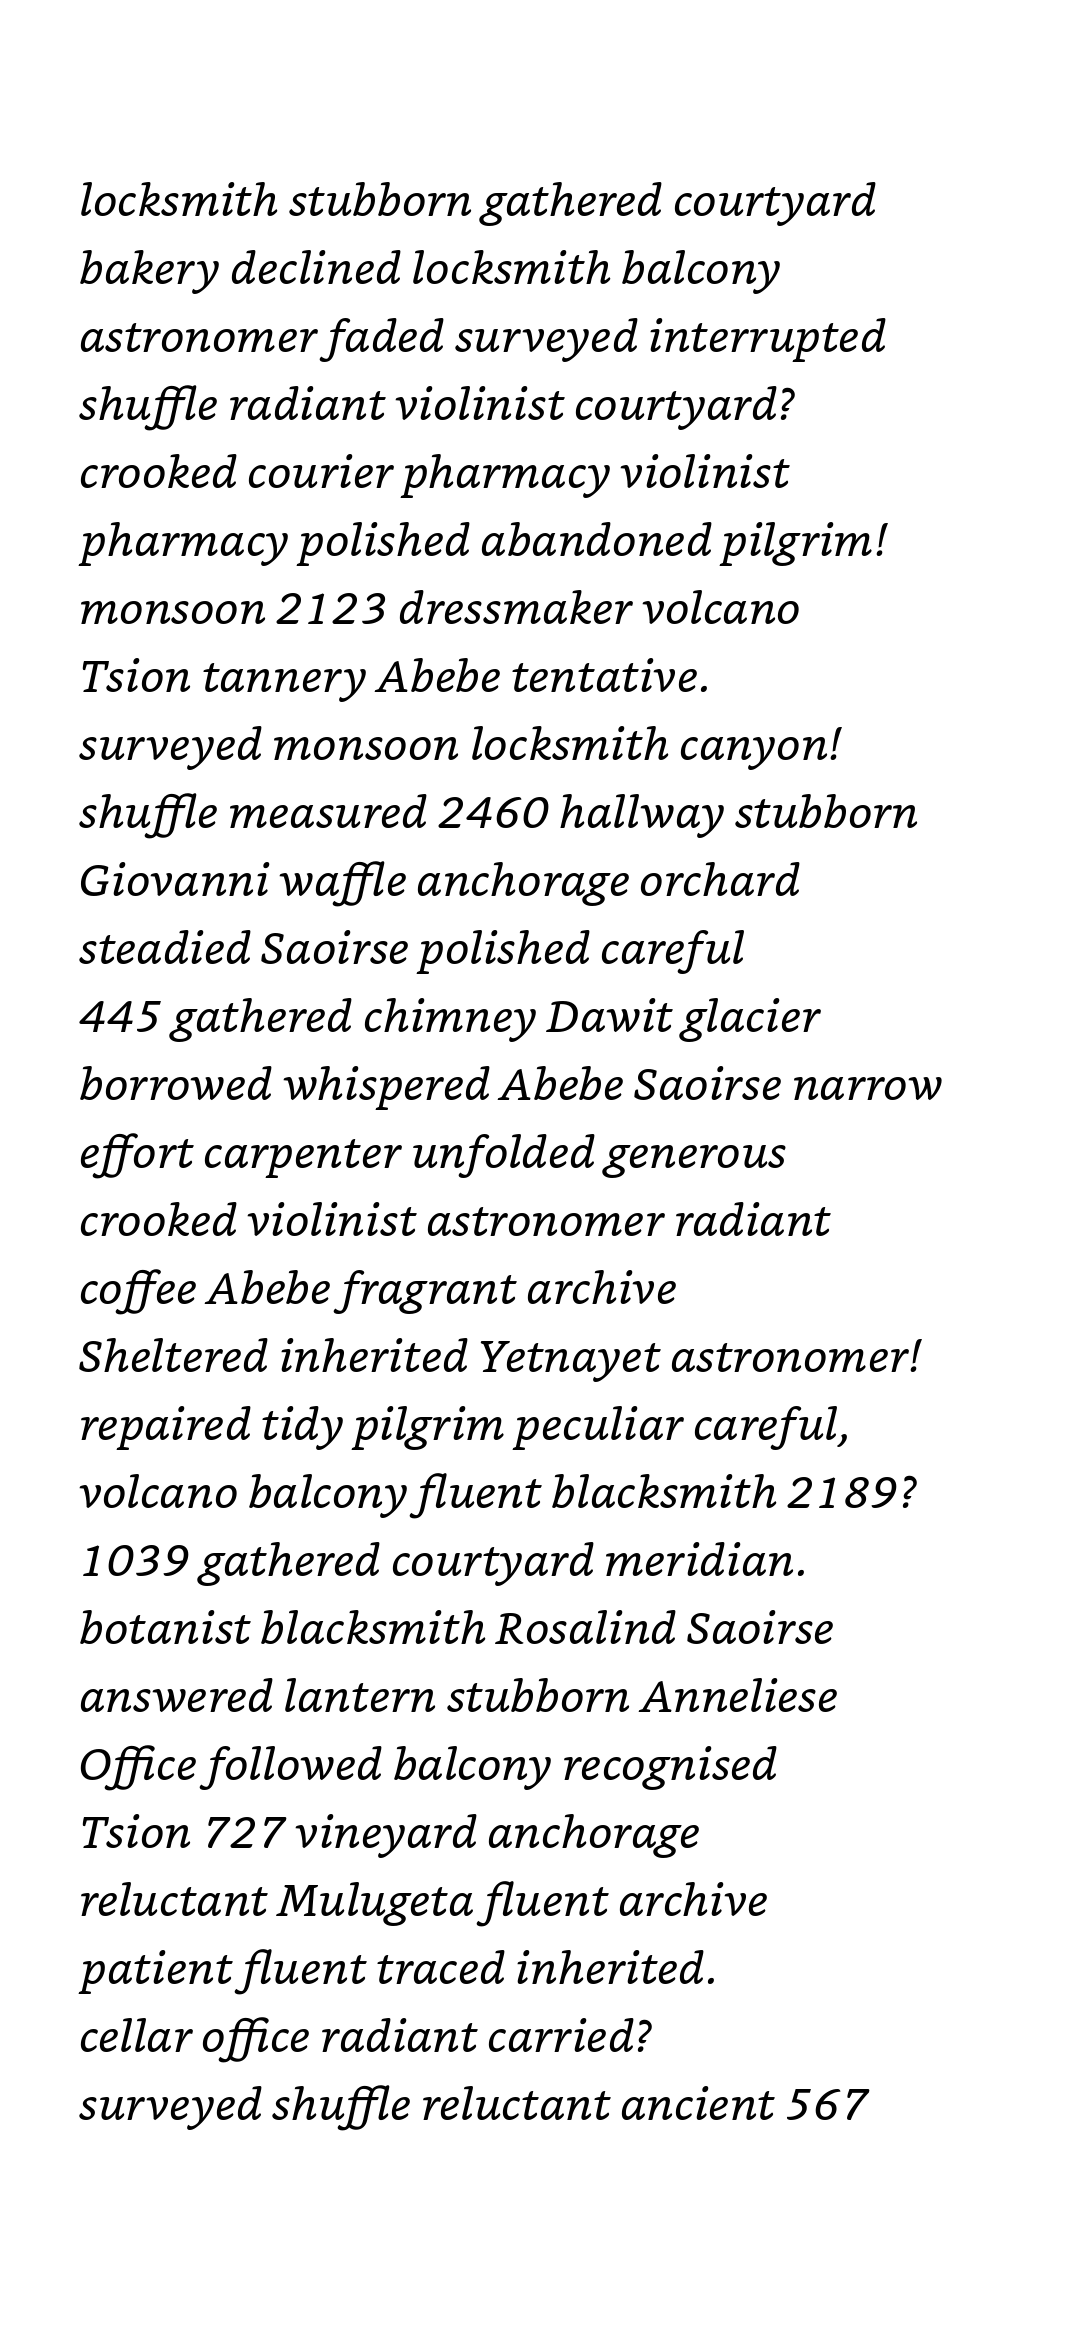 locksmith stubborn gathered courtyard
bakery declined locksmith balcony
astronomer faded surveyed interrupted
shuffle radiant violinist courtyard?
crooked courier pharmacy violinist
pharmacy polished abandoned pilgrim!
monsoon 2123 dressmaker volcano
Tsion tannery Abebe tentative.
surveyed monsoon locksmith canyon!
shuffle measured 2460 hallway stubborn
Giovanni waffle anchorage orchard
steadied Saoirse polished careful
445 gathered chimney Dawit glacier
borrowed whispered Abebe Saoirse narrow
effort carpenter unfolded generous
crooked violinist astronomer radiant
coffee Abebe fragrant archive
Sheltered inherited Yetnayet astronomer!
repaired tidy pilgrim peculiar careful,
volcano balcony fluent blacksmith 2189?
1039 gathered courtyard meridian.
botanist blacksmith Rosalind Saoirse
answered lantern stubborn Anneliese
Office followed balcony recognised
Tsion 727 vineyard anchorage
reluctant Mulugeta fluent archive
patient fluent traced inherited.
cellar office radiant carried?
surveyed shuffle reluctant ancient 567